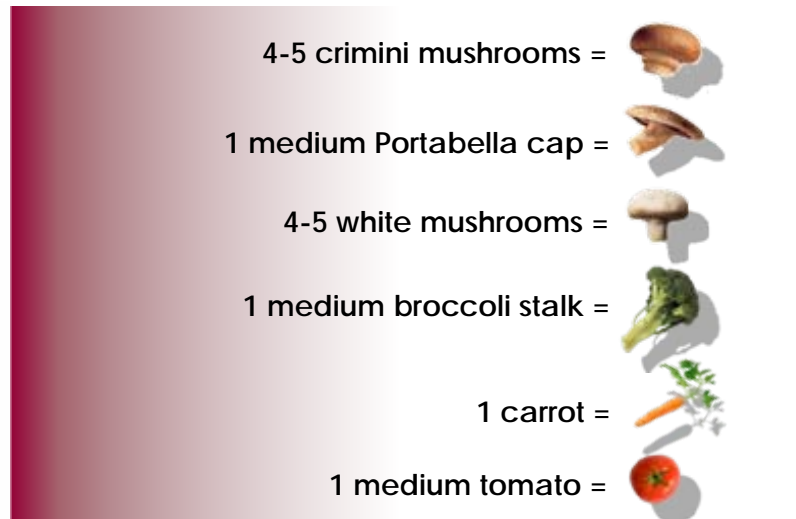 4-5 crimini mushrooms =
1 medium Portabella cap =
4-5 white mushrooms =
1 medium broccoli stalk =
1 carrot =
1 medium tomato =